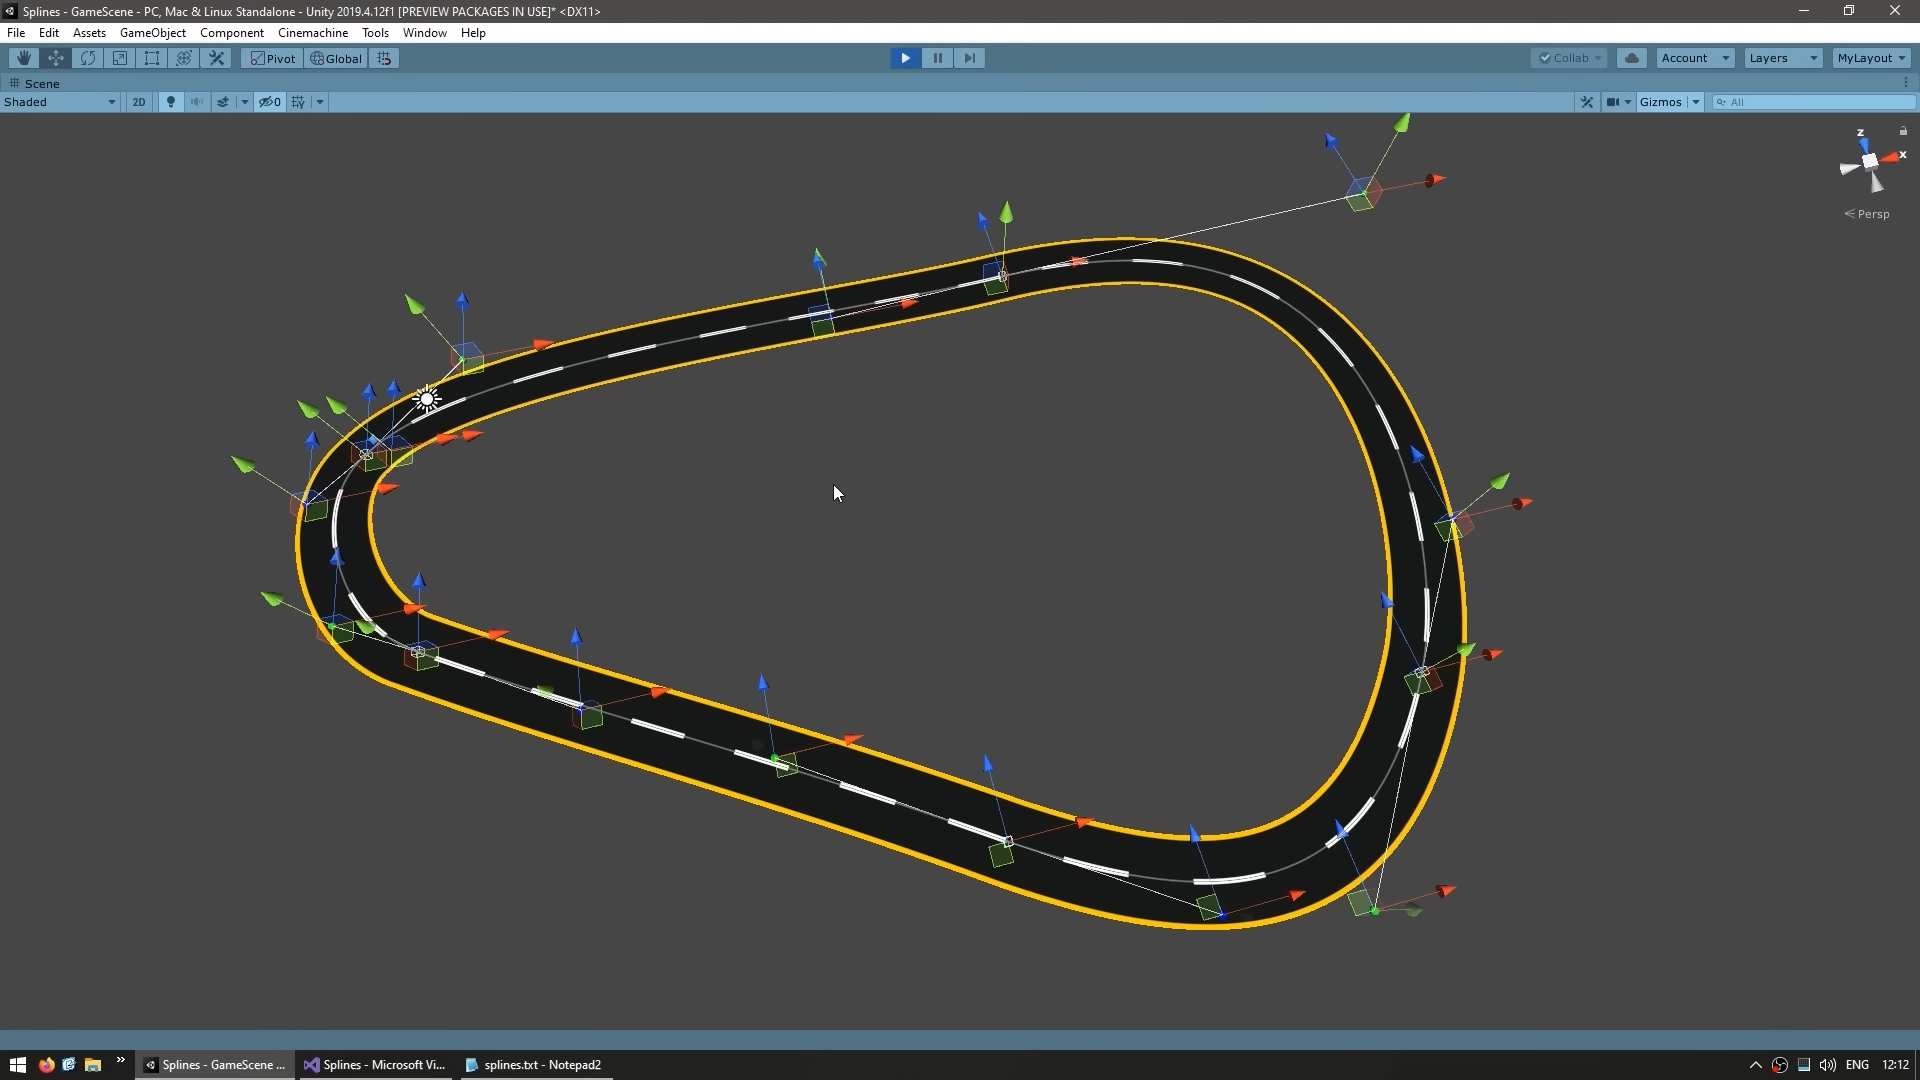 Splines - GameScene - PC, Mac & Linux Standalone - Unity 2019.4.12f1 [PREVIEW PACKAGES IN USE]* <DX11>
File Edit Assets GameObject Component Cinemachine Tools Window Help
Pivot Global Collab Account Layers MyLayout
Scene
Shaded 2D 0 Gizmos All
z
x
< Persp
Splines - GameScene ... Splines - Microsoft Vi... splines.txt - Notepad2 ENG 12:12